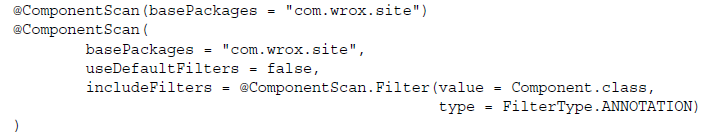 @ComponentScan(basePackages = "com.wrox.site")
@ComponentScan(
        basePackages = "com.wrox.site",
        useDefaultFilters = false,
        includeFilters = @ComponentScan.Filter(value = Component.class,
                                               type = FilterType.ANNOTATION)
)